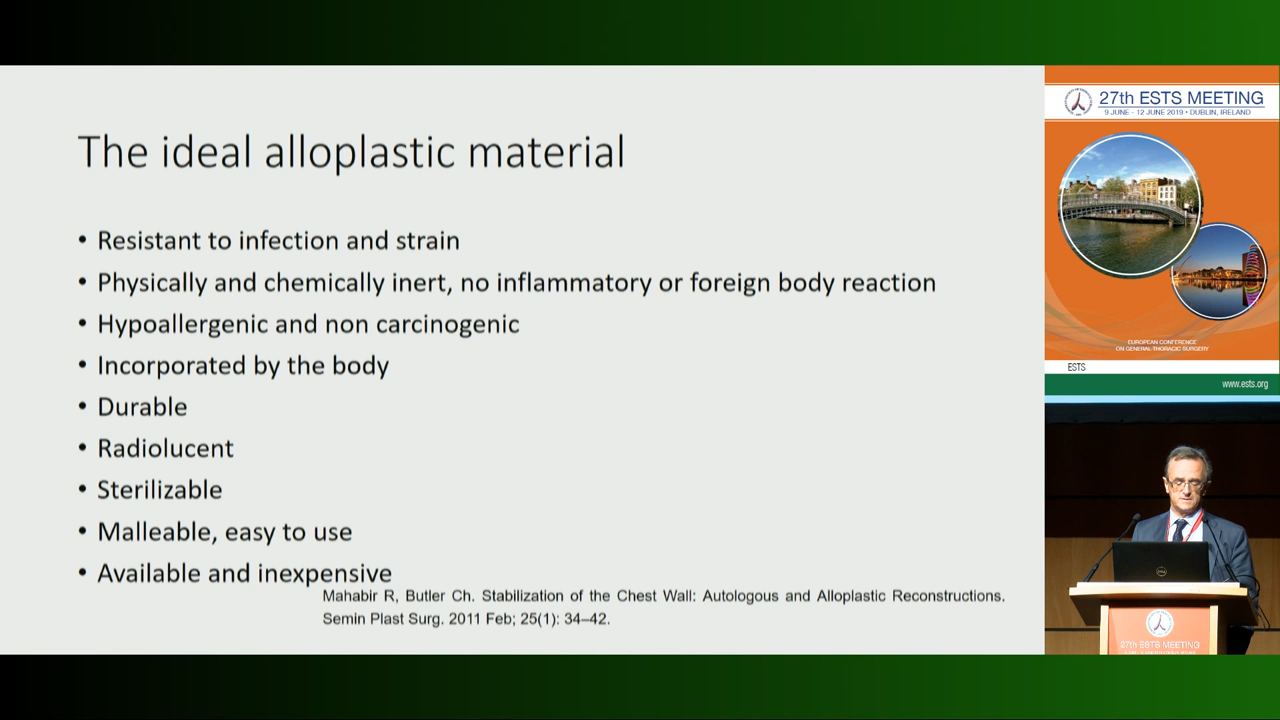 The ideal alloplastic material
• Resistant to infection and strain
• Physically and chemically inert, no inflammatory or foreign body reaction
• Hypoallergenic and non carcinogenic
• Incorporated by the body
• Durable
• Radiolucent
• Sterilizable
• Malleable, easy to use
• Available and inexpensive
Mahabir R, Butler Ch. Stabilization of the Chest Wall: Autologous and Alloplastic Reconstructions.
Semin Plast Surg. 2011 Feb; 25(1): 34–42.
27th ESTS MEETING
9 JUNE - 12 JUNE 2019 • DUBLIN, IRELAND
EUROPEAN CONFERENCE
ON GENERAL THORACIC SURGERY
ESTS
www.ests.org
DELL
27th ESTS MEETING